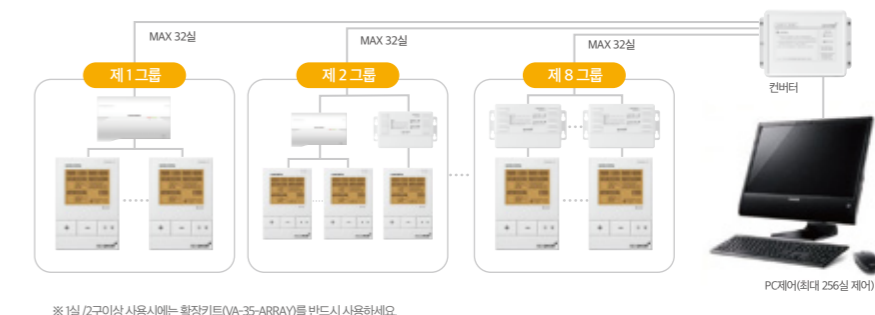 MAX 32실
MAX 32실
MAX 32실
제 1 그룹
제 2 그룹
제 8 그룹
컨버터
PC제어(최대 256실 제어)
※ 1실 /2구이상 사용시에는 확장키트(VA-35-ARRAY)를 반드시 사용하세요.